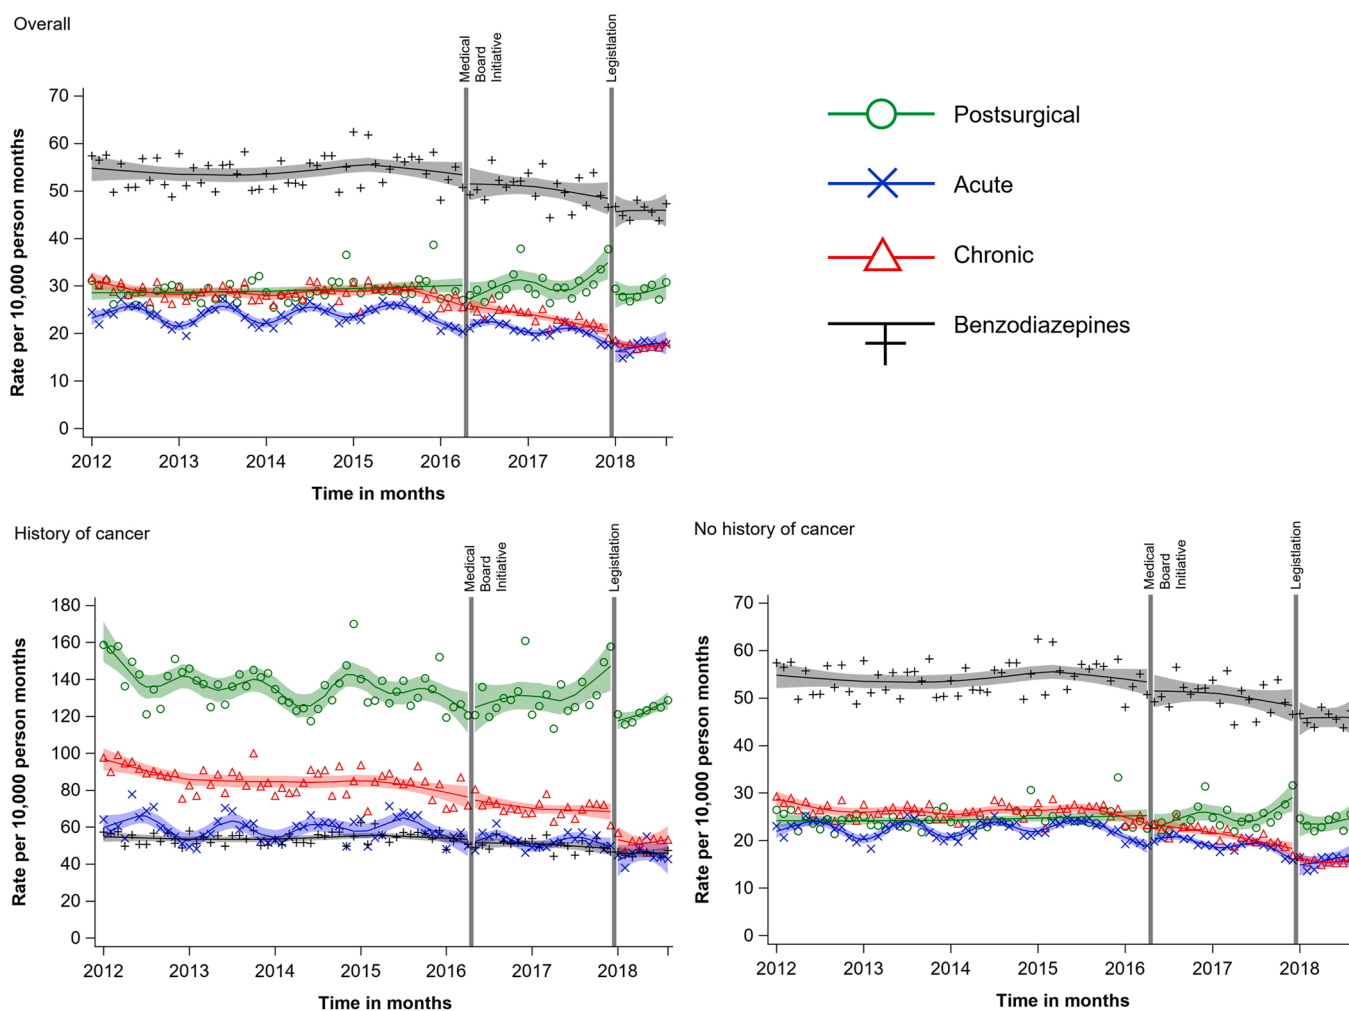 Overall
Medical
Board
Initiative
Legistlation
70
60
50
40
30
20
10
0
Rate per 10,000 person months
2012 2013 2014 2015 2016 2017 2018
Time in months
Postsurgical
Acute
Chronic
Benzodiazepines
History of cancer
Medical
Board
Initiative
Legistlation
180
160
140
120
100
80
60
40
20
0
Rate per 10,000 person months
2012 2013 2014 2015 2016 2017 2018
Time in months
No history of cancer
Medical
Board
Initiative
Legistlation
70
60
50
40
30
20
10
0
Rate per 10,000 person months
2012 2013 2014 2015 2016 2017 2018
Time in months